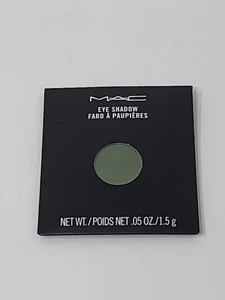 MAC
EYE SHADOW
FARD À PAUPIÈRES
NET WT./POIDS NET .05 OZ./1.5 g